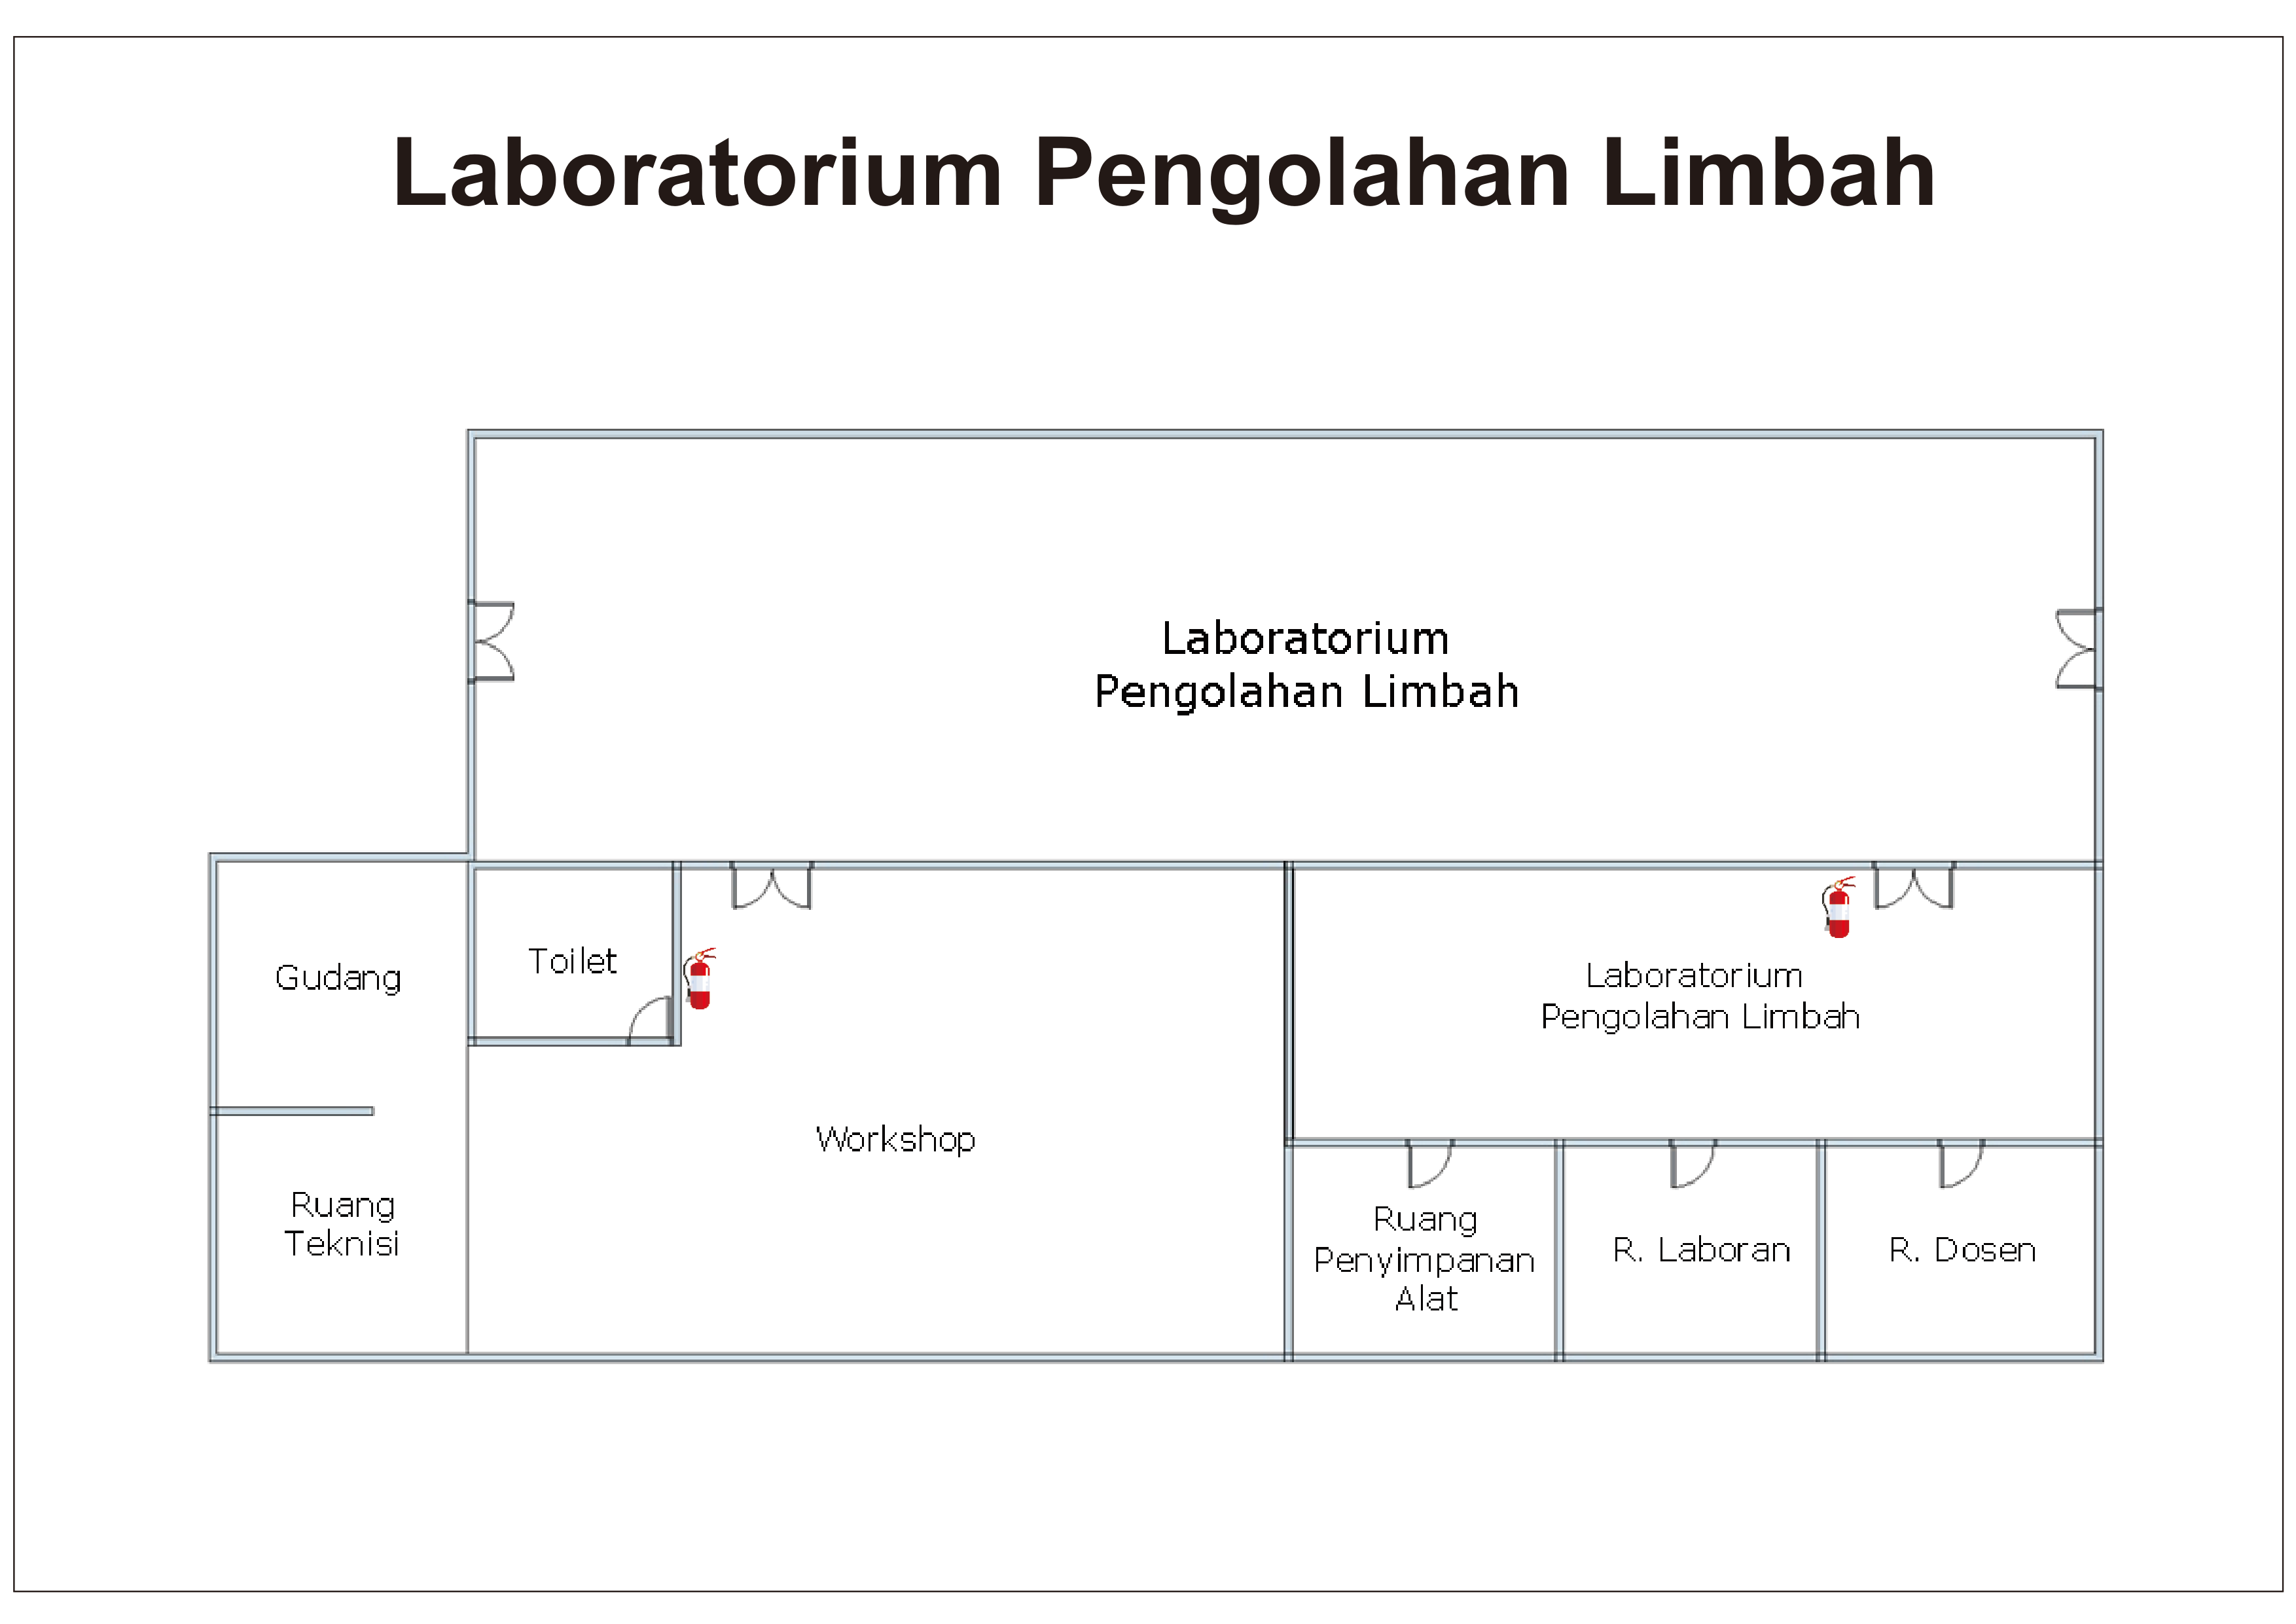 Laboratorium Pengolahan Limbah
Laboratorium
Pengolahan Limbah
Gudang
Toilet
Laboratorium
Pengolahan Limbah
Workshop
Ruang
Teknisi
Ruang
Penyimpanan
Alat
R. Laboran
R. Dosen